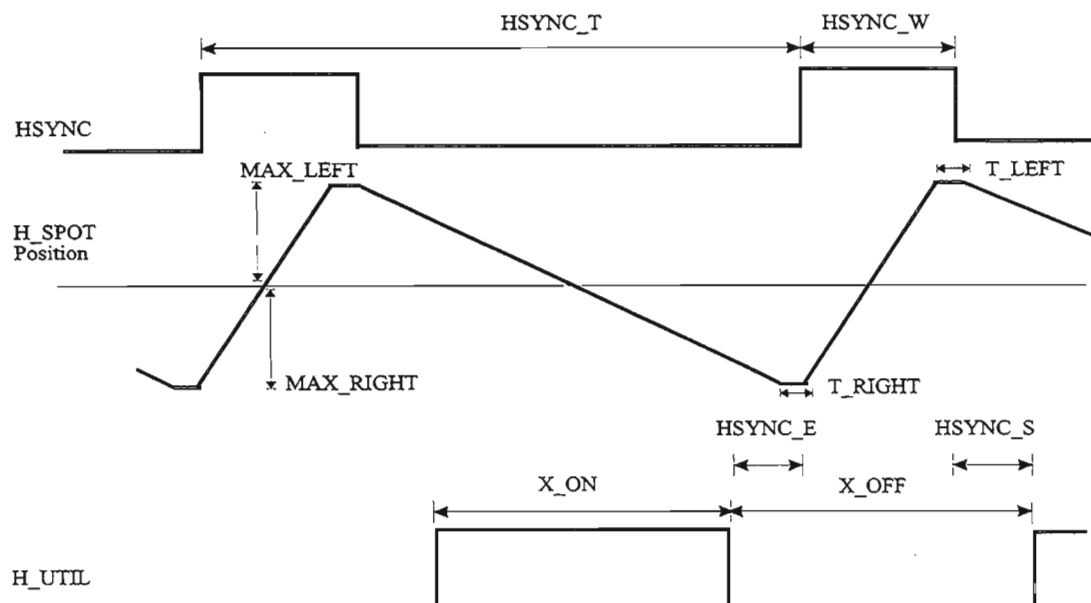 HSYNC_T
HSYNC_W
HSYNC
MAX_LEFT
T_LEFT
H_SPOT
Position
MAX_RIGHT
T_RIGHT
HSYNC_E
HSYNC_S
X_ON
X_OFF
H_UTIL